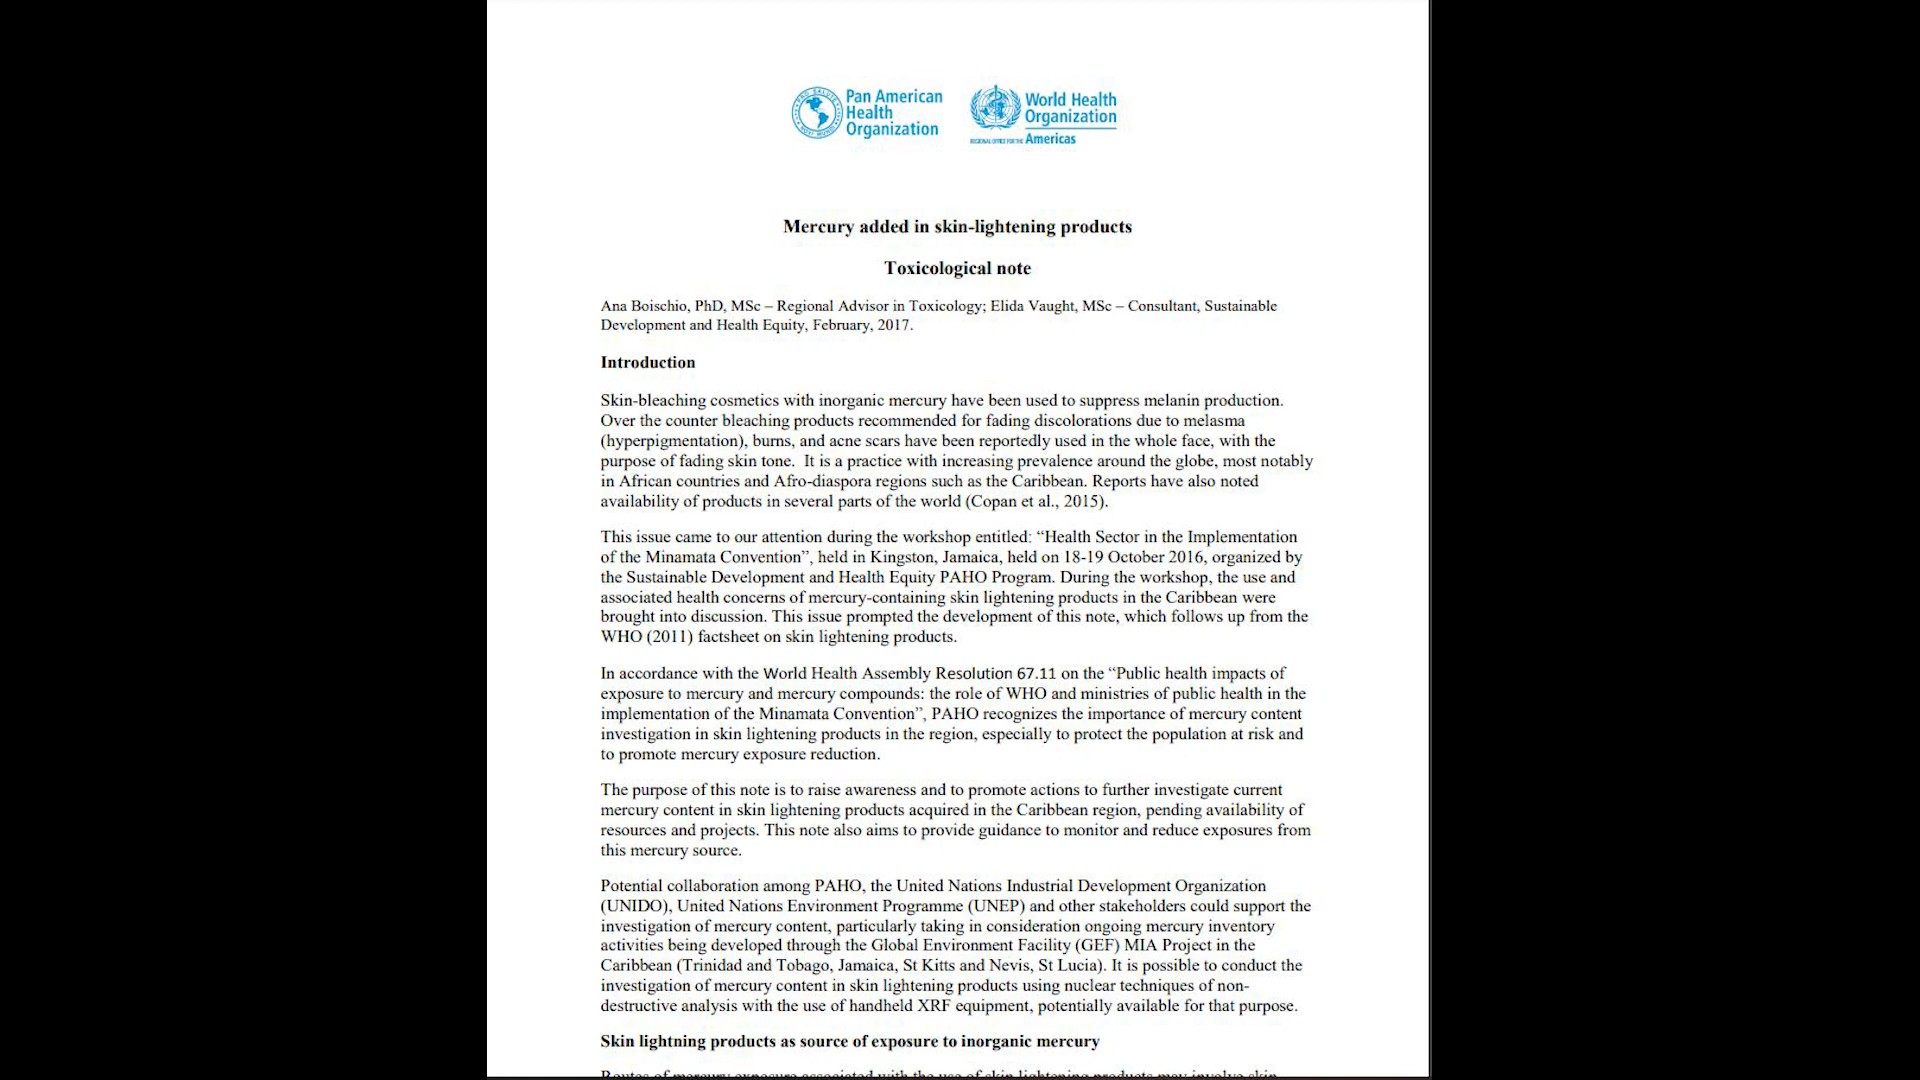 Pan American
Health
Organization
World Health
Organization
REGIONAL OFFICE FOR THE Americas
Mercury added in skin-lightening products
Toxicological note
Ana Boischio, PhD, MSc – Regional Advisor in Toxicology; Elida Vaught, MSc – Consultant, Sustainable
Development and Health Equity, February, 2017.
Introduction
Skin-bleaching cosmetics with inorganic mercury have been used to suppress melanin production.
Over the counter bleaching products recommended for fading discolorations due to melasma
(hyperpigmentation), burns, and acne scars have been reportedly used in the whole face, with the
purpose of fading skin tone.  It is a practice with increasing prevalence around the globe, most notably
in African countries and Afro-diaspora regions such as the Caribbean. Reports have also noted
availability of products in several parts of the world (Copan et al., 2015).
This issue came to our attention during the workshop entitled: “Health Sector in the Implementation
of the Minamata Convention”, held in Kingston, Jamaica, held on 18-19 October 2016, organized by
the Sustainable Development and Health Equity PAHO Program. During the workshop, the use and
associated health concerns of mercury-containing skin lightening products in the Caribbean were
brought into discussion. This issue prompted the development of this note, which follows up from the
WHO (2011) factsheet on skin lightening products.
In accordance with the World Health Assembly Resolution 67.11 on the “Public health impacts of
exposure to mercury and mercury compounds: the role of WHO and ministries of public health in the
implementation of the Minamata Convention”, PAHO recognizes the importance of mercury content
investigation in skin lightening products in the region, especially to protect the population at risk and
to promote mercury exposure reduction.
The purpose of this note is to raise awareness and to promote actions to further investigate current
mercury content in skin lightening products acquired in the Caribbean region, pending availability of
resources and projects. This note also aims to provide guidance to monitor and reduce exposures from
this mercury source.
Potential collaboration among PAHO, the United Nations Industrial Development Organization
(UNIDO), United Nations Environment Programme (UNEP) and other stakeholders could support the
investigation of mercury content, particularly taking in consideration ongoing mercury inventory
activities being developed through the Global Environment Facility (GEF) MIA Project in the
Caribbean (Trinidad and Tobago, Jamaica, St Kitts and Nevis, St Lucia). It is possible to conduct the
investigation of mercury content in skin lightening products using nuclear techniques of non-
destructive analysis with the use of handheld XRF equipment, potentially available for that purpose.
Skin lightning products as source of exposure to inorganic mercury
Routes of mercury exposure associated with the use of skin lightening products may involve skin